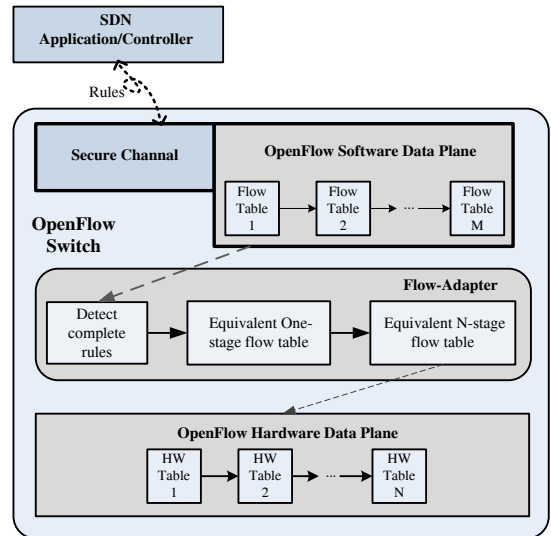 SDN
Application/Controller
Rules
Secure Channel
OpenFlow Software Data Plane
Flow
Table
1
Flow
Table
2
...
Flow
Table
M
OpenFlow
Switch
Flow-Adapter
Detect
complete
rules
Equivalent One-
stage flow table
Equivalent N-stage
flow table
OpenFlow Hardware Data Plane
HW
Table
1
HW
Table
2
...
HW
Table
N